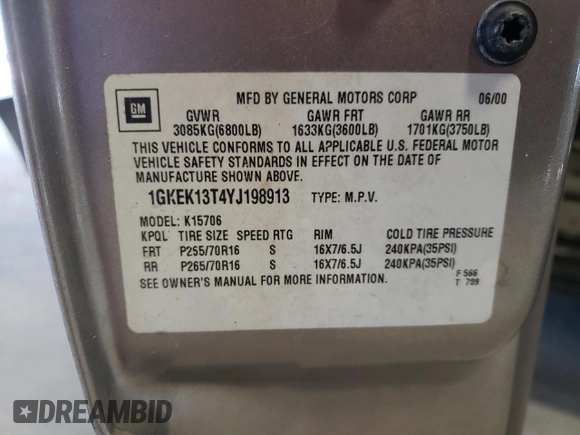 GM
MFD BY GENERAL MOTORS CORP 06/00
GVWR GAWR FRT GAWR RR
3085KG(6800LB) 1633KG(3600LB) 1701KG(3750LB)
THIS VEHICLE CONFORMS TO ALL APPLICABLE U.S. FEDERAL MOTOR
VEHICLE SAFETY STANDARDS IN EFFECT ON THE DATE OF
MANUFACTURE SHOWN ABOVE.
1GKEK13T4YJ198913 TYPE: M.P.V.
MODEL: K15706
KPQL TIRE SIZE SPEED RTG RIM COLD TIRE PRESSURE
FRT P255/70R16 S 16X7/6.5J 240KPA(35PSI)
RR P265/70R16 S 16X7/6.5J 240KPA(35PSI)
SEE OWNER'S MANUAL FOR MORE INFORMATION.
F 566
T 799
DREAMBID